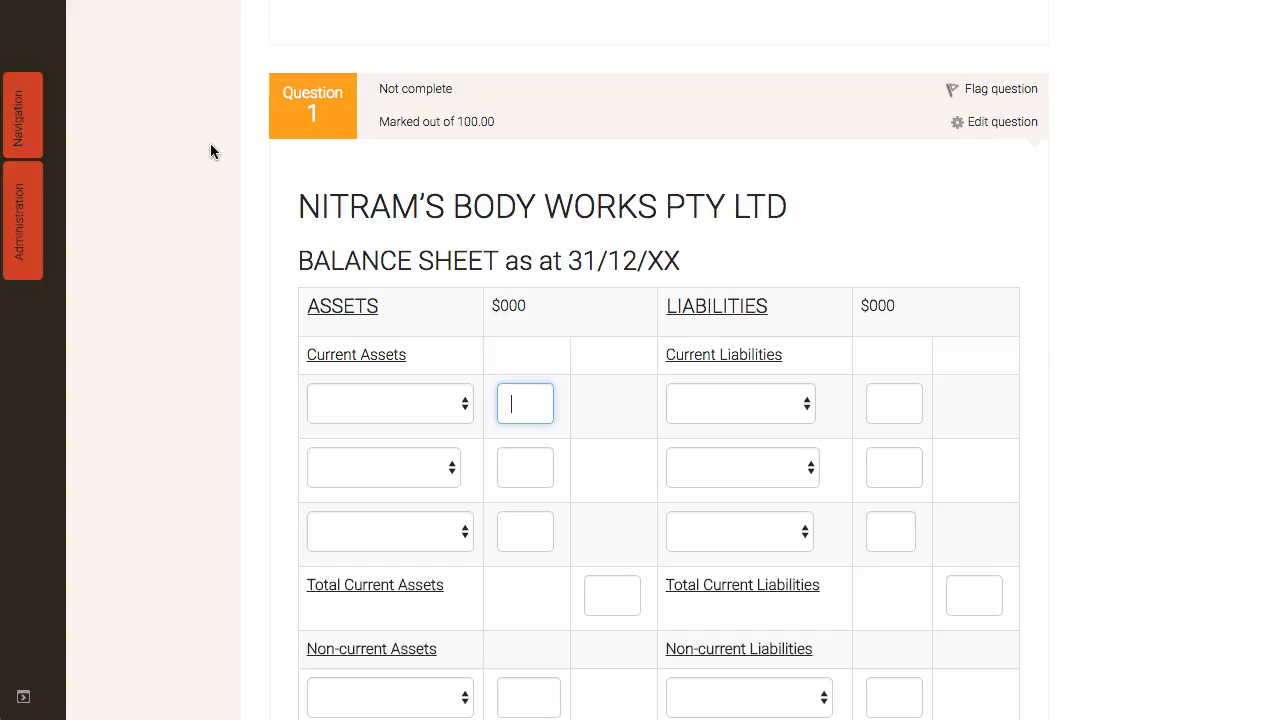 Navigation
Administration
Question
1
Not complete
Marked out of 100.00
Flag question
Edit question
NITRAM’S BODY WORKS PTY LTD
BALANCE SHEET as at 31/12/XX
ASSETS $000 LIABILITIES $000
Current Assets Current Liabilities
Total Current Assets Total Current Liabilities
Non-current Assets Non-current Liabilities